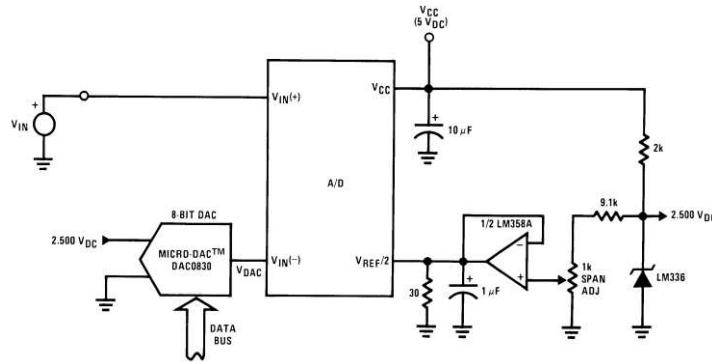 VCC
(5 VDC)
VIN(+)
VCC
+
VIN
+
10 µF
2k
A/D
8-BIT DAC
9.1k
1/2 LM358A
2.500 VDC
2.500 VDC
MICRO-DAC™
DAC0830
VDAC
VIN(−)
VREF/2
−
+
1k
SPAN
ADJ
LM336
30
+
1 µF
DATA
BUS